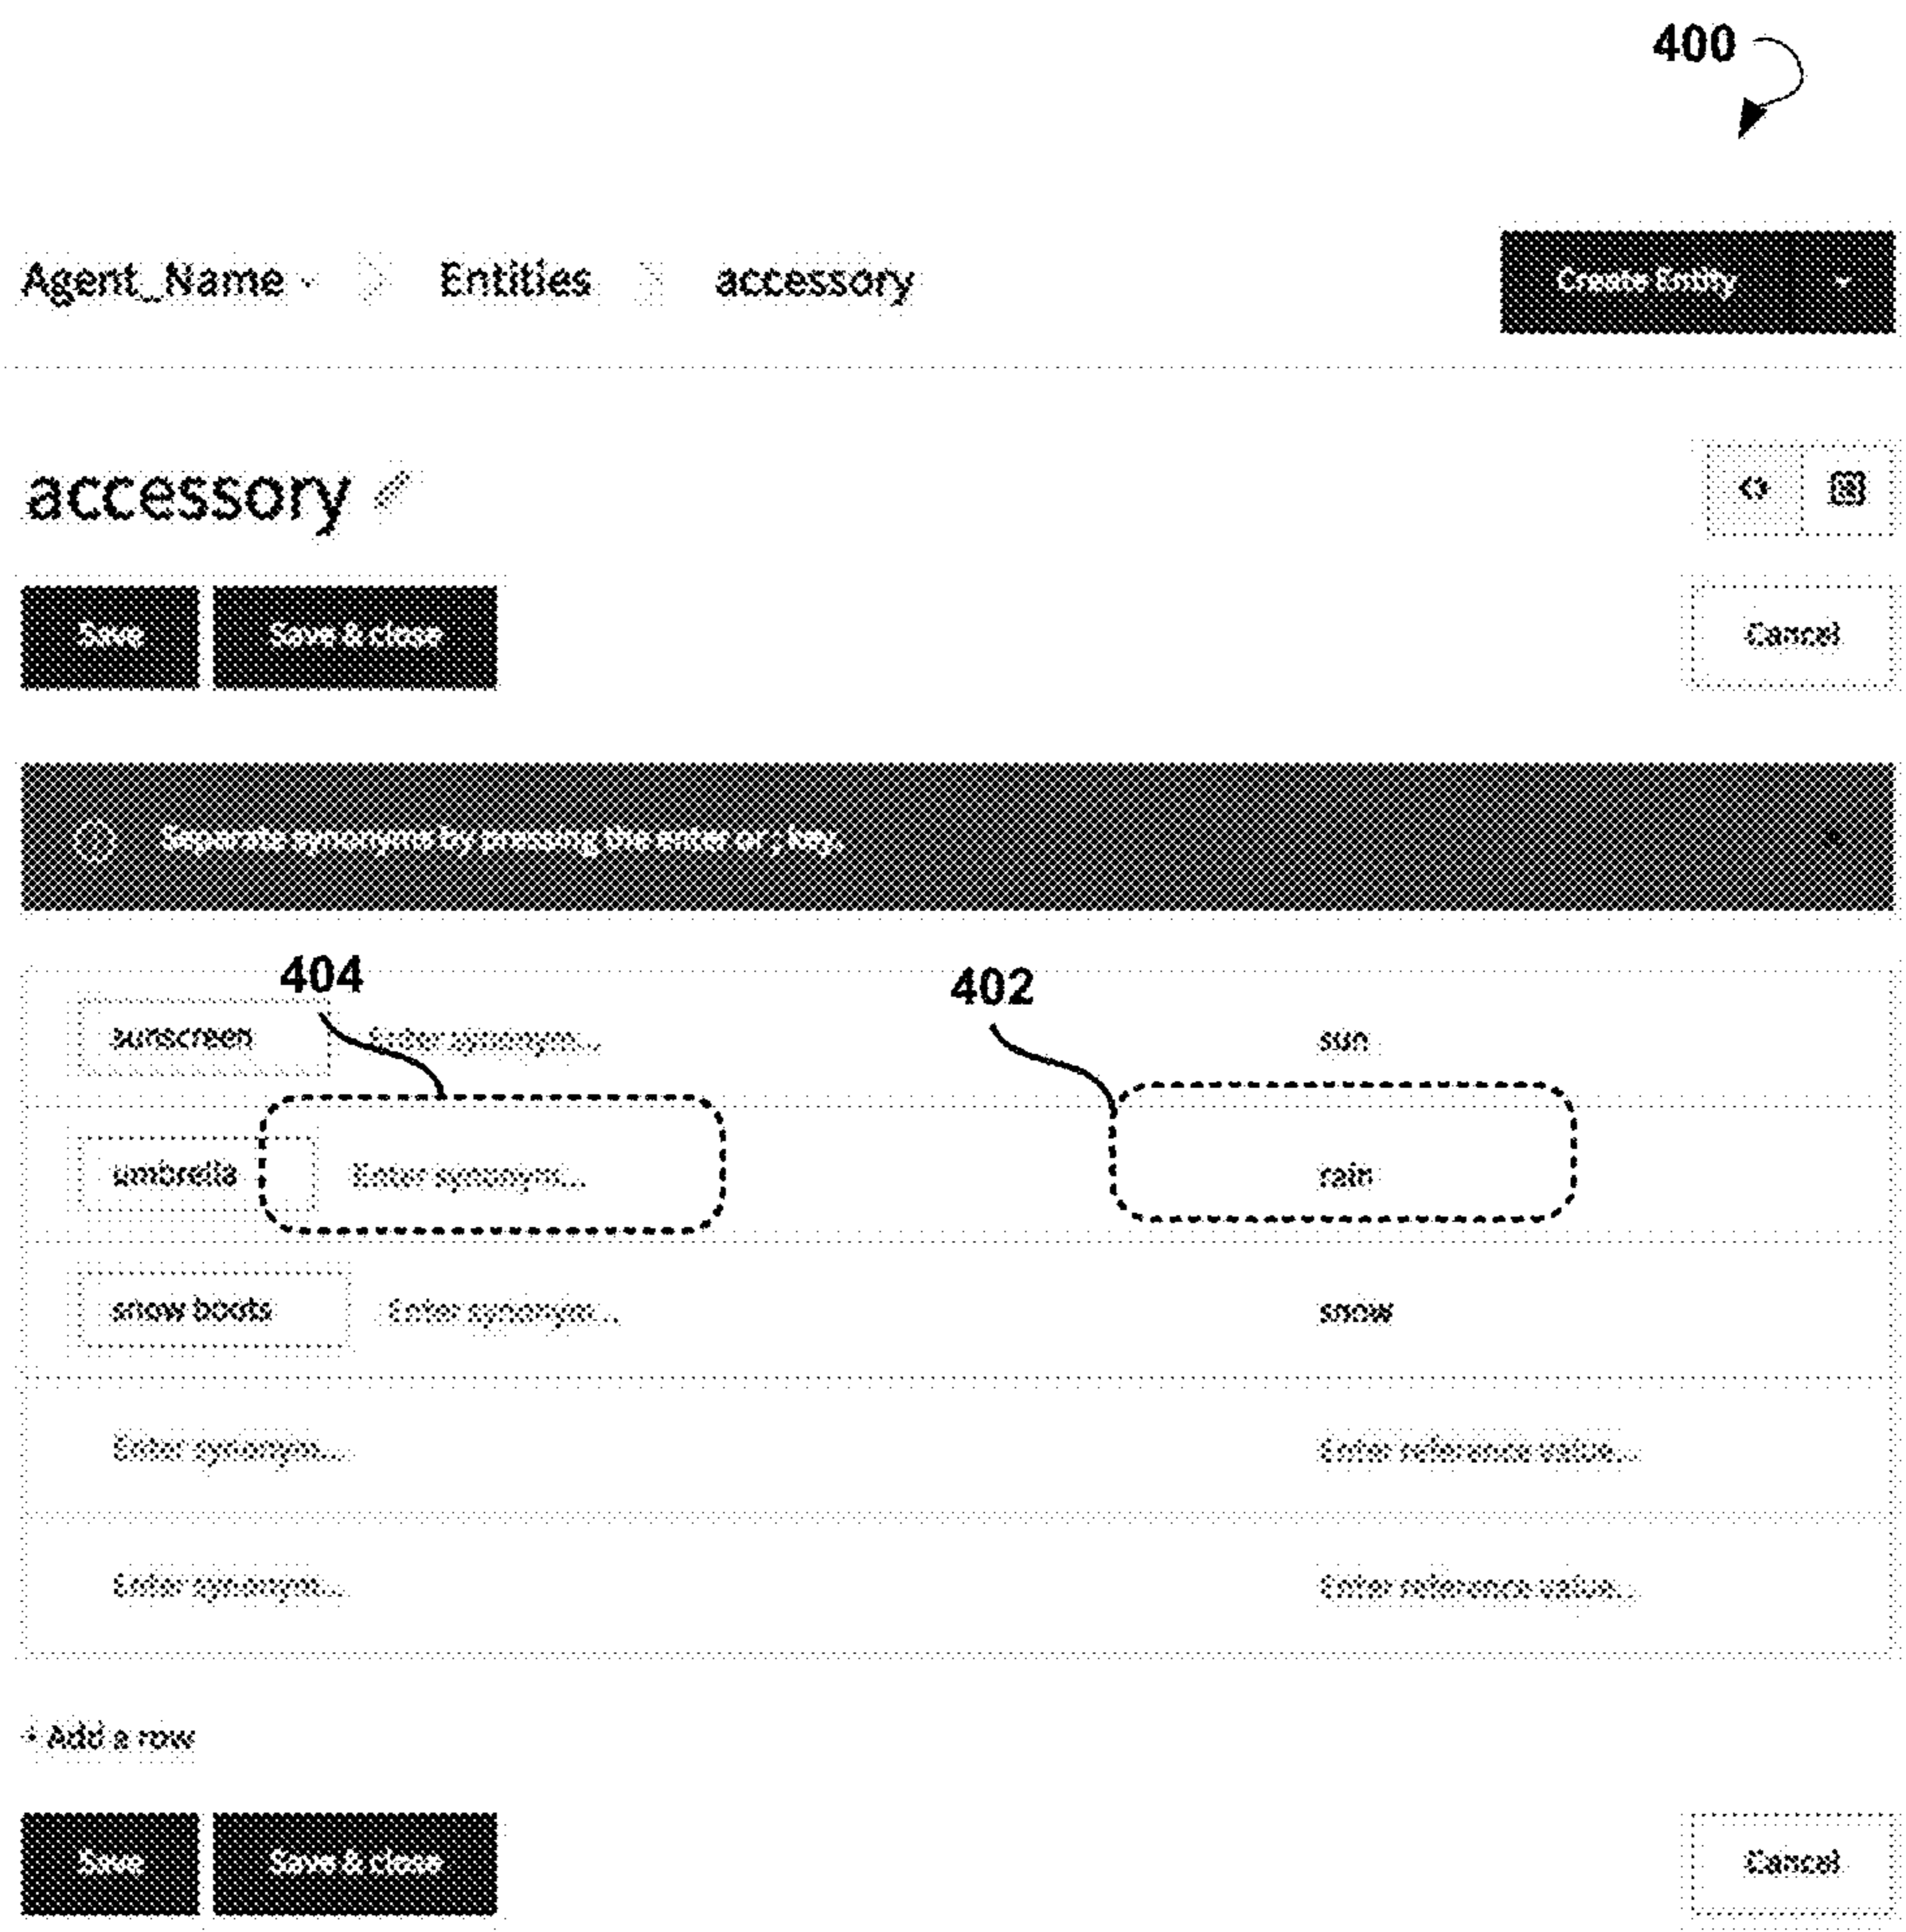 400
Agent_Name > Entities > accessory Create Entity
accessory
Save Save & close Cancel
Separate synonyms by pressing the enter or ; key.
404 402
sunscreen Enter synonym... sun
umbrella Enter synonym... rain
snow boots Enter synonym... snow
Enter synonym... Enter reference value...
Enter synonym... Enter reference value...
+ Add a row
Save Save & close Cancel